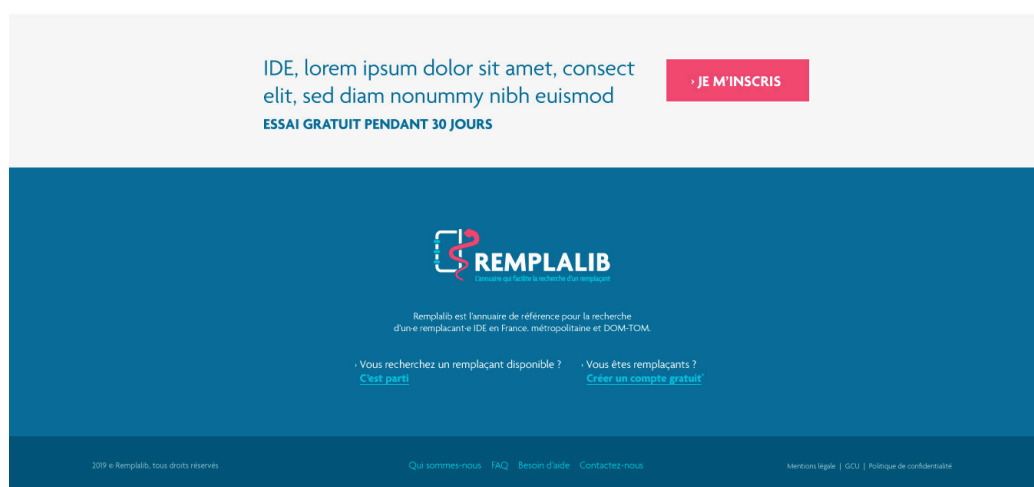 IDE, lorem ipsum dolor sit amet, consect
elit, sed diam nonummy nibh euismod
ESSAI GRATUIT PENDANT 30 JOURS
› JE M'INSCRIS
REMPLALIB
L'annuaire qui facilite la recherche d'un remplaçant
Remplalib est l'annuaire de référence pour la recherche
d'un·e remplacant·e IDE en France. métropolitaine et DOM-TOM.
› Vous recherchez un remplaçant disponible ?
C'est parti
› Vous êtes remplaçants ?
Créer un compte gratuit*
2019 © Remplalib, tous droits réservés
Qui sommes-nous FAQ Besoin d'aide Contactez-nous
Mentions légale | GCU | Politique de confidentialité